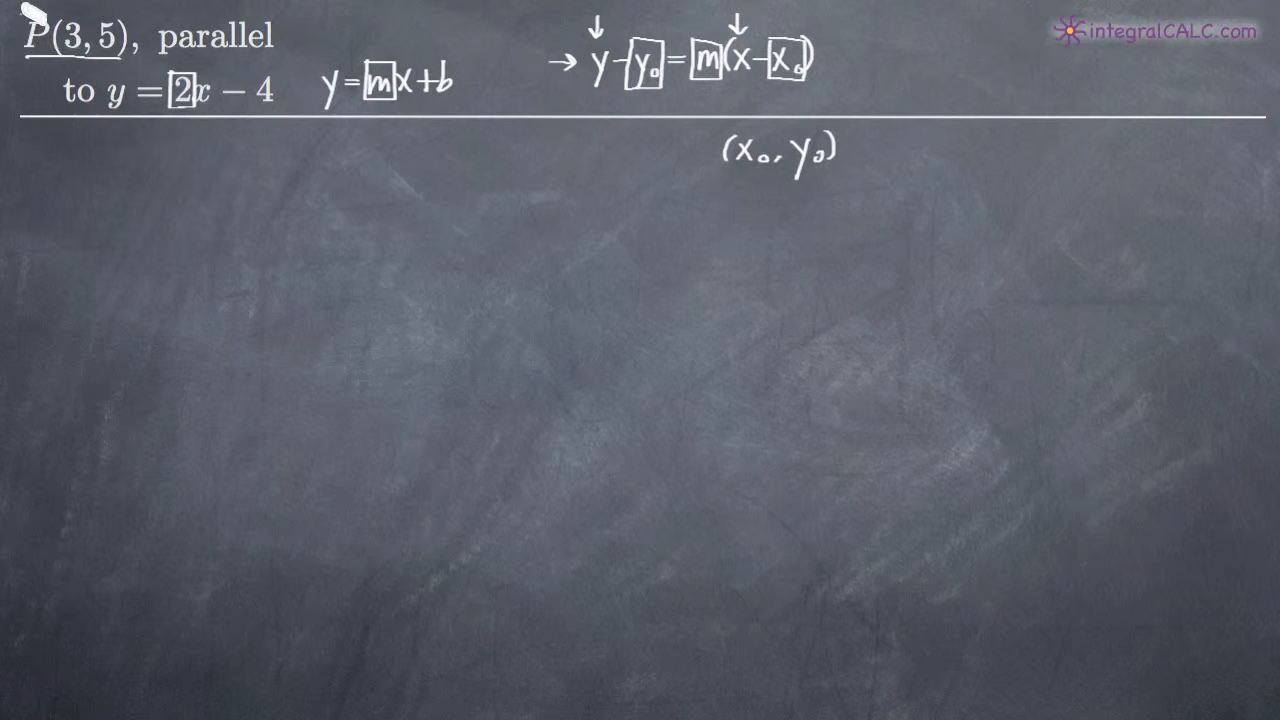 P(3, 5), parallel
to y = 2x − 4
y = mx + b
→ y − y₀ = m(x − x₀)
(x₀, y₀)
integralCALC.com